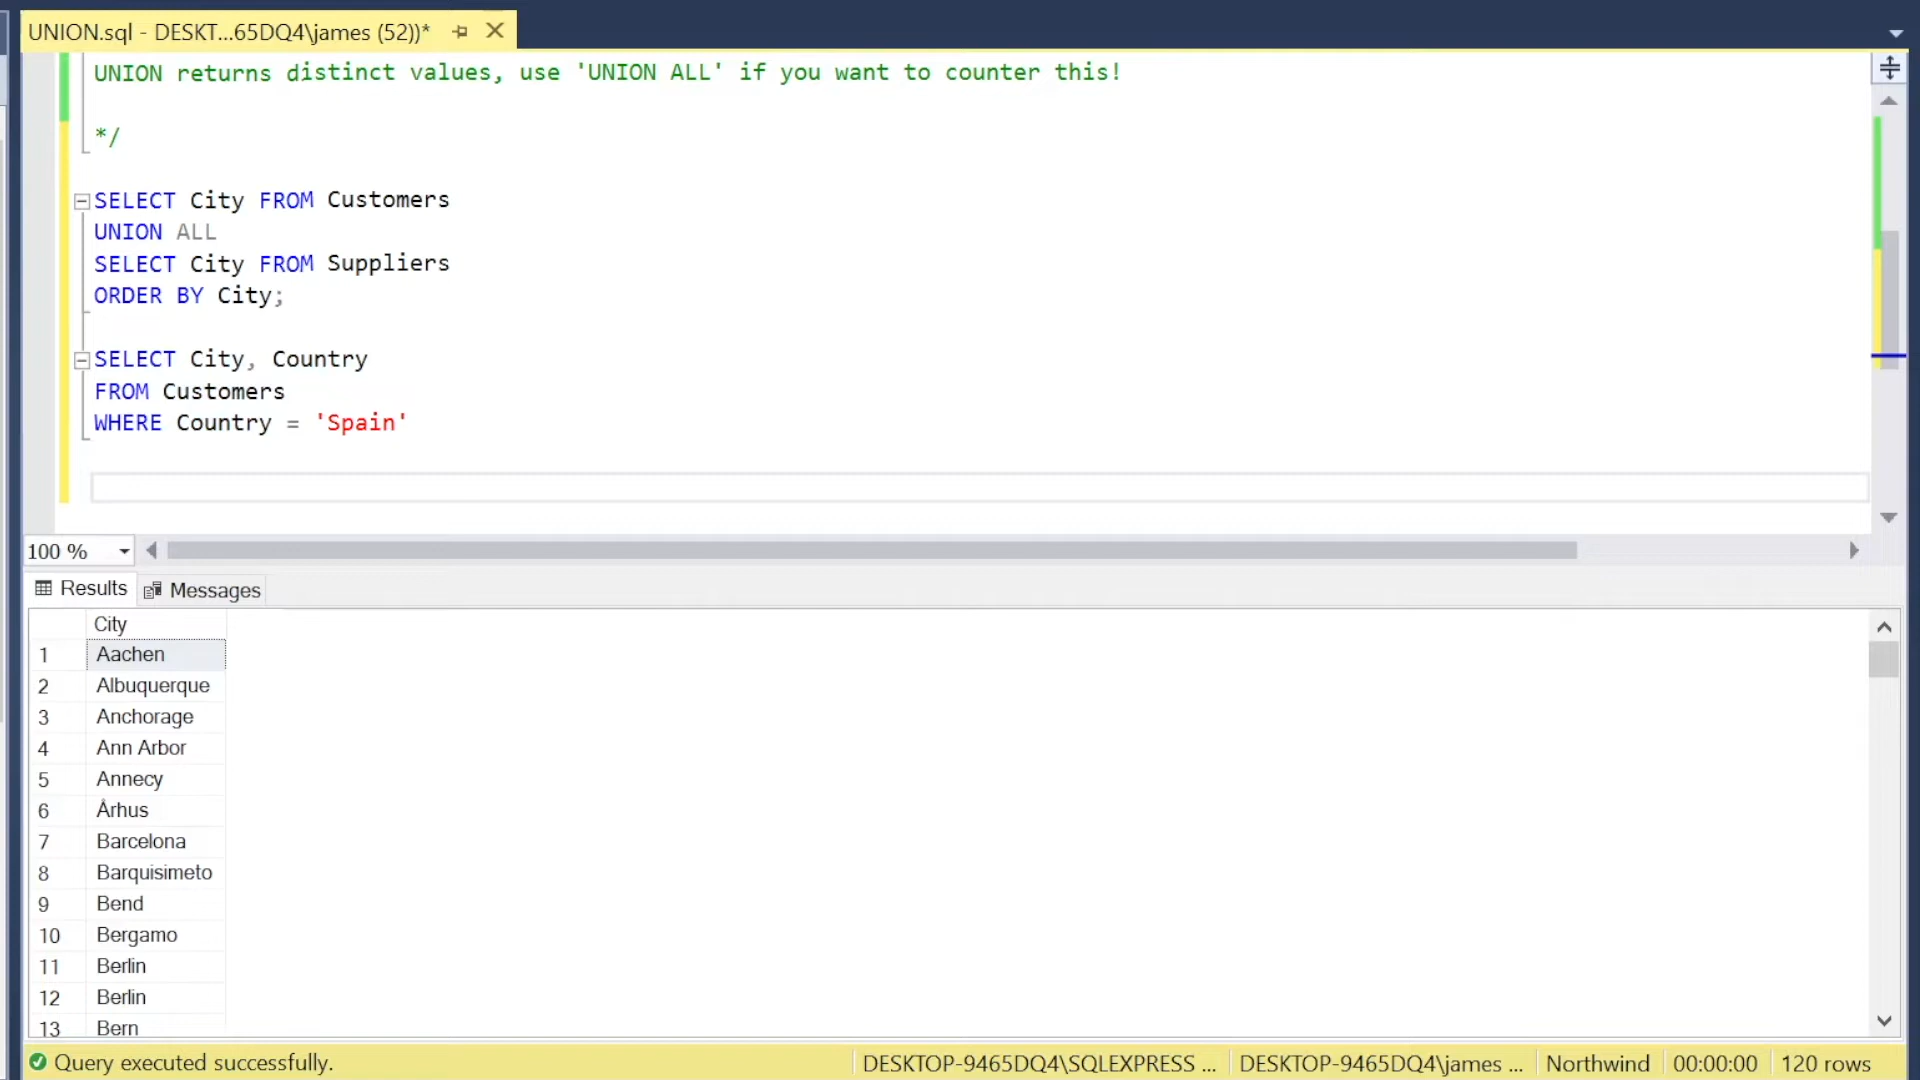 UNION.sql - DESKT...65DQ4\james (52))*
UNION returns distinct values, use 'UNION ALL' if you want to counter this!
*/
SELECT City FROM Customers
UNION ALL
SELECT City FROM Suppliers
ORDER BY City;
SELECT City, Country
FROM Customers
WHERE Country = 'Spain'
100 %
Results Messages
City
1 Aachen
2 Albuquerque
3 Anchorage
4 Ann Arbor
5 Annecy
6 Århus
7 Barcelona
8 Barquisimeto
9 Bend
10 Bergamo
11 Berlin
12 Berlin
13 Bern
Query executed successfully. DESKTOP-9465DQ4\SQLEXPRESS ... DESKTOP-9465DQ4\james ... Northwind 00:00:00 120 rows